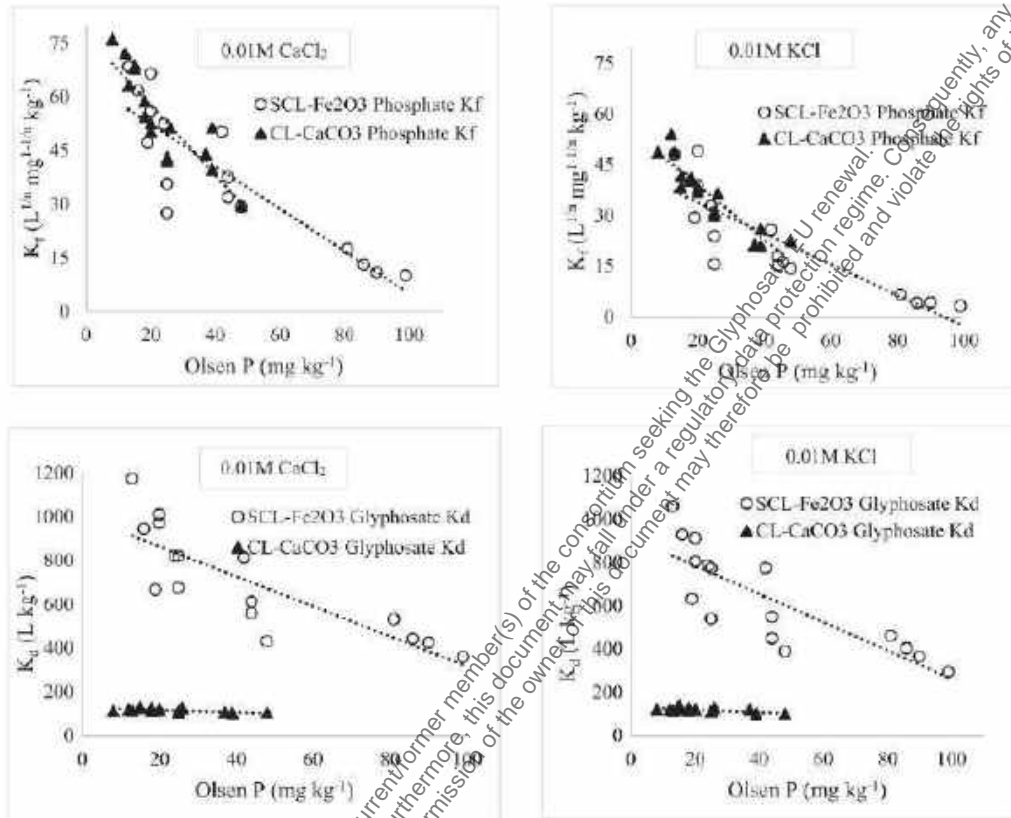 0.01M CaCl2
SCL-Fe2O3 Phosphate Kf
CL-CaCO3 Phosphate Kf
75
60
45
30
15
0
Kf (L1/n mg1-1/n kg-1)
0 20 40 60 80 100
Olsen P (mg kg-1)
0.01M KCl
SCL-Fe2O3 Phosphate Kf
CL-CaCO3 Phosphate Kf
75
60
45
30
15
0
Kf (L1/n mg1-1/n kg-1)
0 20 40 60 80 100
Olsen P (mg kg-1)
0.01M CaCl2
SCL-Fe2O3 Glyphosate Kd
CL-CaCO3 Glyphosate Kd
1200
1000
800
600
400
200
0
Kd (L kg-1)
0 20 40 60 80 100
Olsen P (mg kg-1)
0.01M KCl
SCL-Fe2O3 Glyphosate Kd
CL-CaCO3 Glyphosate Kd
1200
1000
800
600
400
200
0
Kd (L kg-1)
0 20 40 60 80 100
Olsen P (mg kg-1)
current/former member(s) of the consortium seeking the Glyphosate EU renewal.
Furthermore, this document may fall under a regulatory data protection regime. Consequently, any
permission of the owner of this document may therefore be prohibited and violate the rights of